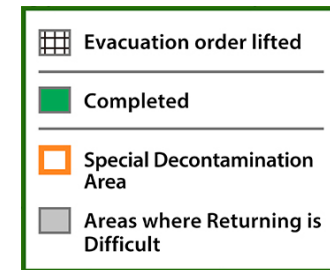 Evacuation order lifted
Completed
Special Decontamination
Area
Areas where Returning is
Difficult